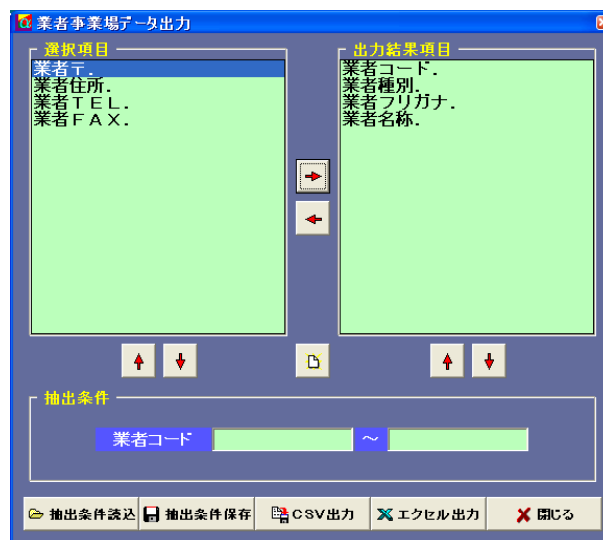 業者事業場データ出力
選択項目
業者〒.
業者住所.
業者TEL.
業者FAX.
出力結果項目
業者コード.
業者種別.
業者フリガナ.
業者名称.
抽出条件
業者コード ～
抽出条件読込 抽出条件保存 CSV出力 エクセル出力 閉じる